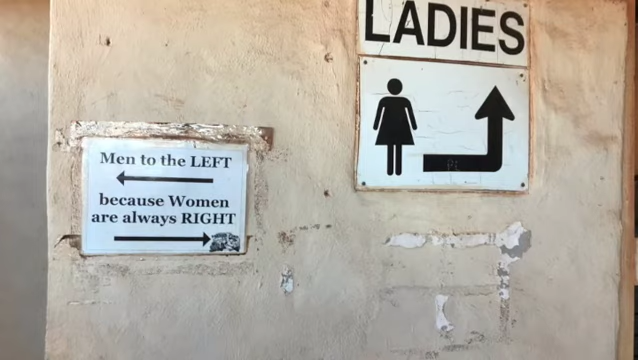 LADIES
Men to the LEFT
because Women
are always RIGHT